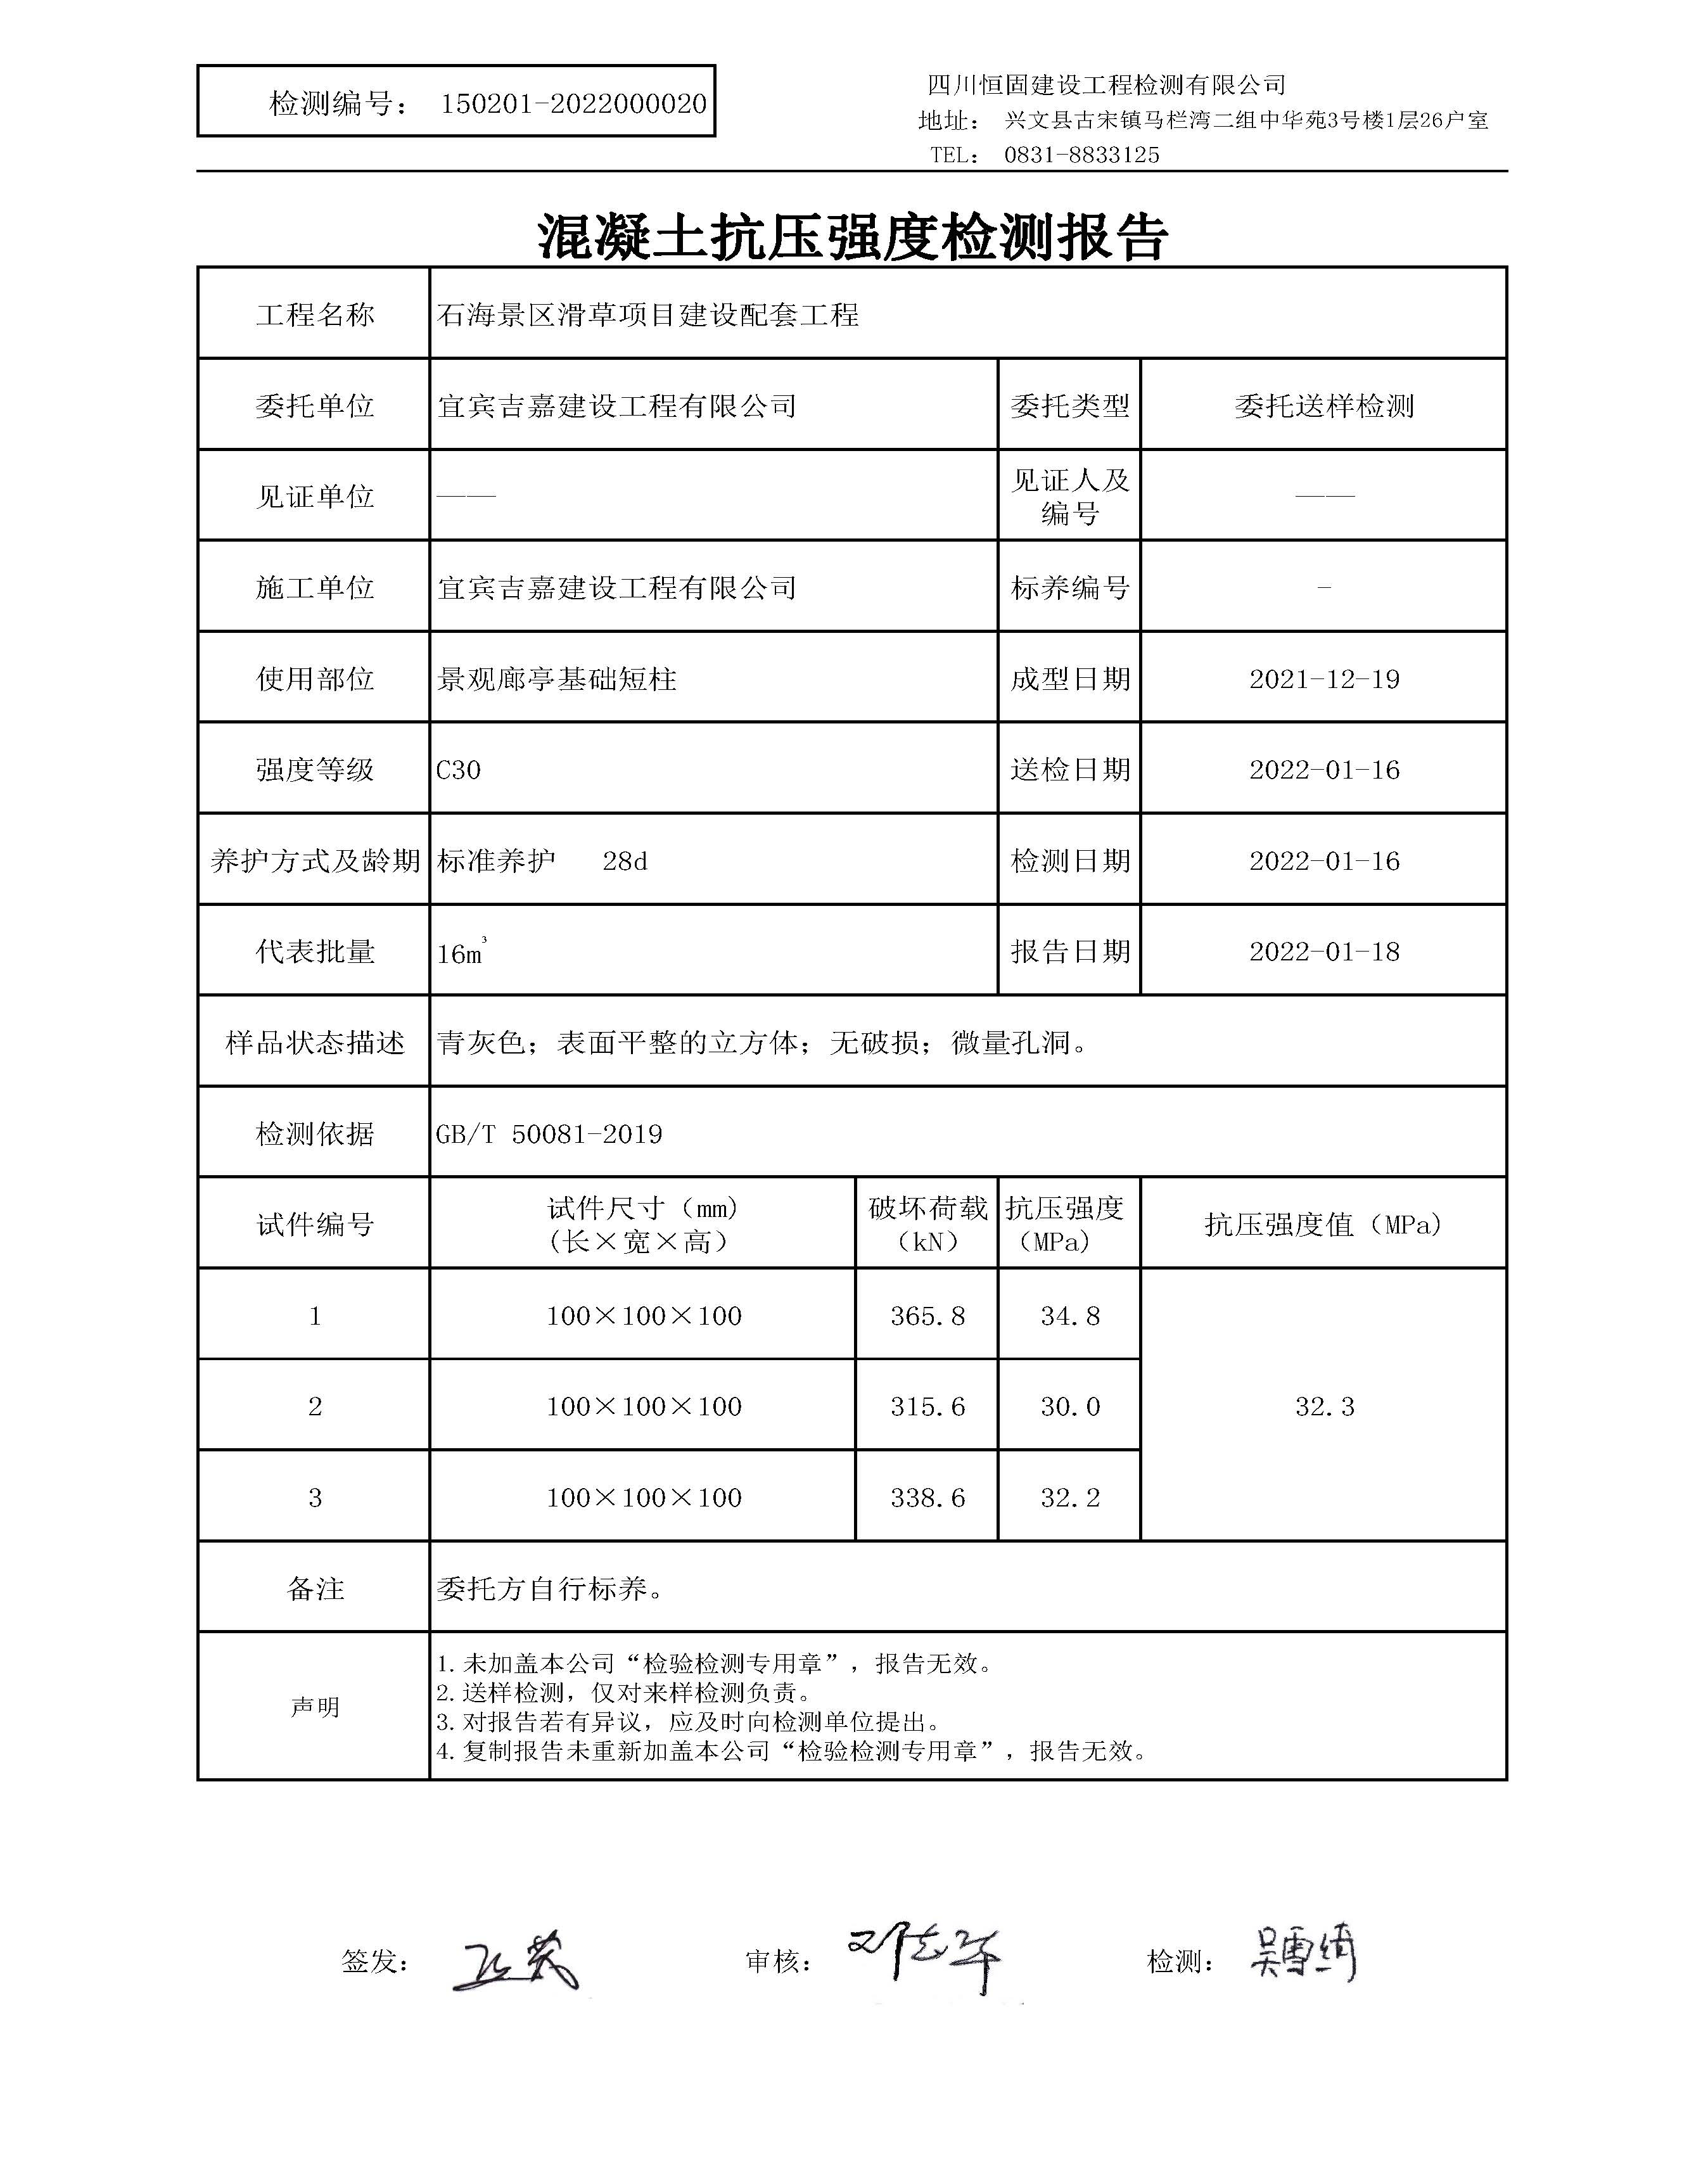 检测编号： 150201-2022000020
四川恒固建设工程检测有限公司
地址： 兴文县古宋镇马栏湾二组中华苑3号楼1层26户室
TEL： 0831-8833125
混凝土抗压强度检测报告
工程名称 石海景区滑草项目建设配套工程
委托单位 宜宾吉嘉建设工程有限公司 委托类型 委托送样检测
见证单位 —— 见证人及编号 ——
施工单位 宜宾吉嘉建设工程有限公司 标养编号 -
使用部位 景观廊亭基础短柱 成型日期 2021-12-19
强度等级 C30 送检日期 2022-01-16
养护方式及龄期 标准养护 28d 检测日期 2022-01-16
代表批量 16m³ 报告日期 2022-01-18
样品状态描述 青灰色；表面平整的立方体；无破损；微量孔洞。
检测依据 GB/T 50081-2019
试件编号 试件尺寸（mm）(长×宽×高） 破坏荷载（kN） 抗压强度（MPa） 抗压强度值（MPa）
1 100×100×100 365.8 34.8
2 100×100×100 315.6 30.0 32.3
3 100×100×100 338.6 32.2
备注 委托方自行标养。
声明
1.未加盖本公司“检验检测专用章”，报告无效。
2.送样检测，仅对来样检测负责。
3.对报告若有异议，应及时向检测单位提出。
4.复制报告未重新加盖本公司“检验检测专用章”，报告无效。
签发： 审核： 检测： 吴雪绮